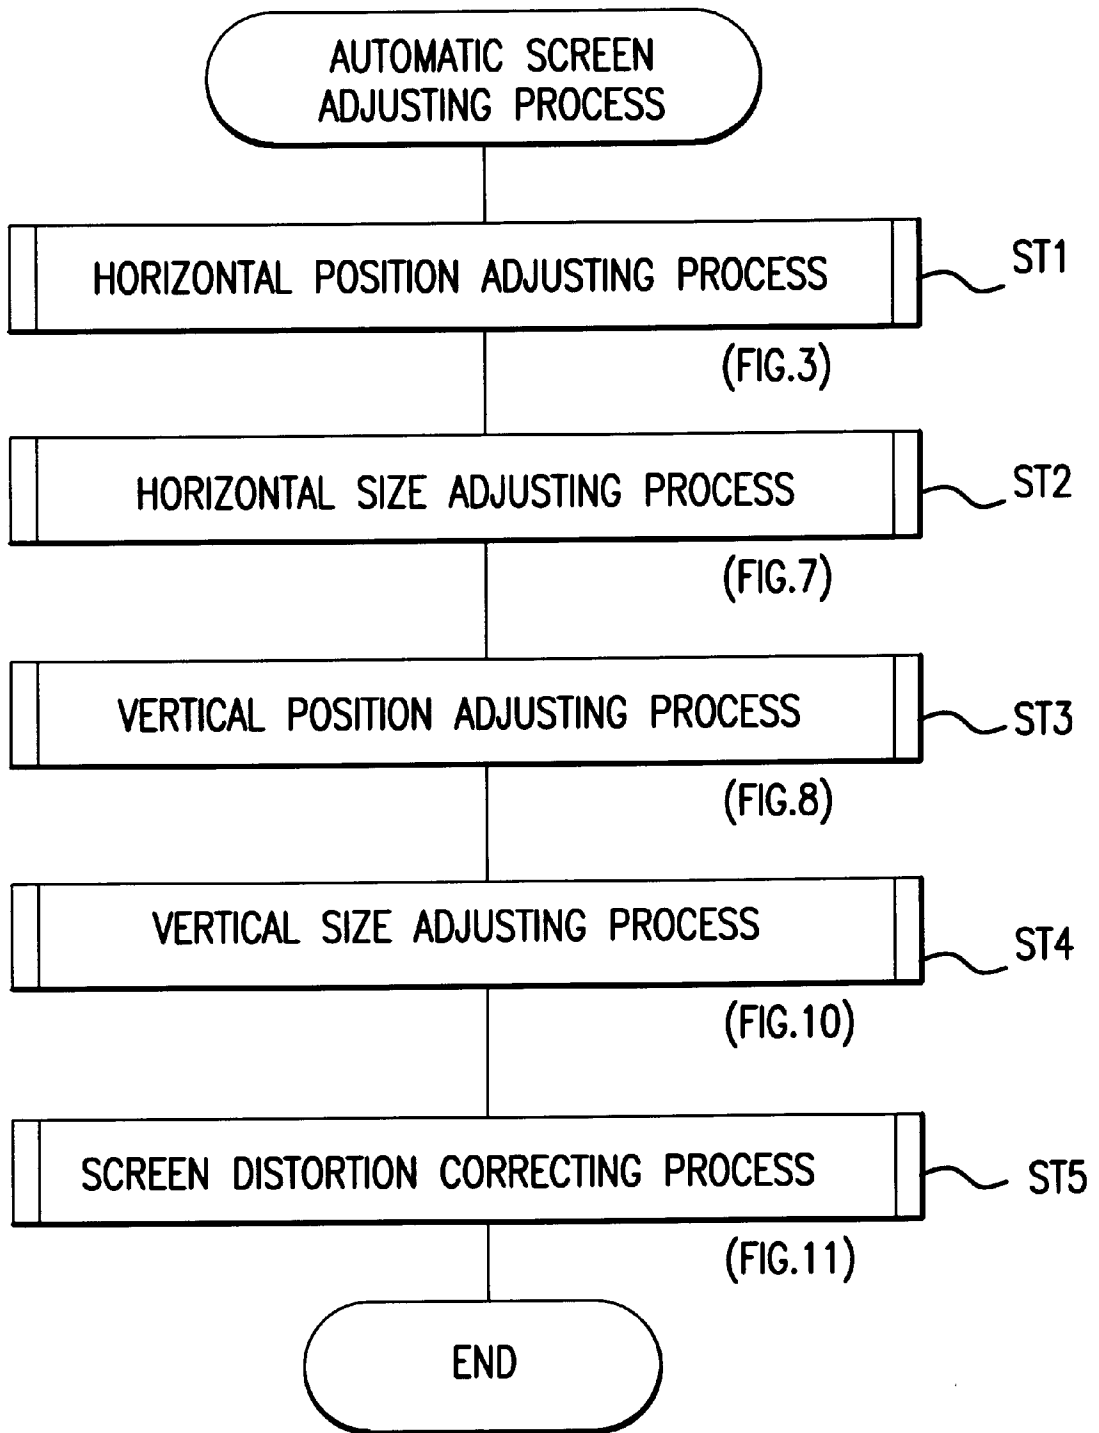 AUTOMATIC SCREEN
ADJUSTING PROCESS
HORIZONTAL POSITION ADJUSTING PROCESS
ST1
(FIG.3)
HORIZONTAL SIZE ADJUSTING PROCESS
ST2
(FIG.7)
VERTICAL POSITION ADJUSTING PROCESS
ST3
(FIG.8)
VERTICAL SIZE ADJUSTING PROCESS
ST4
(FIG.10)
SCREEN DISTORTION CORRECTING PROCESS
ST5
(FIG.11)
END